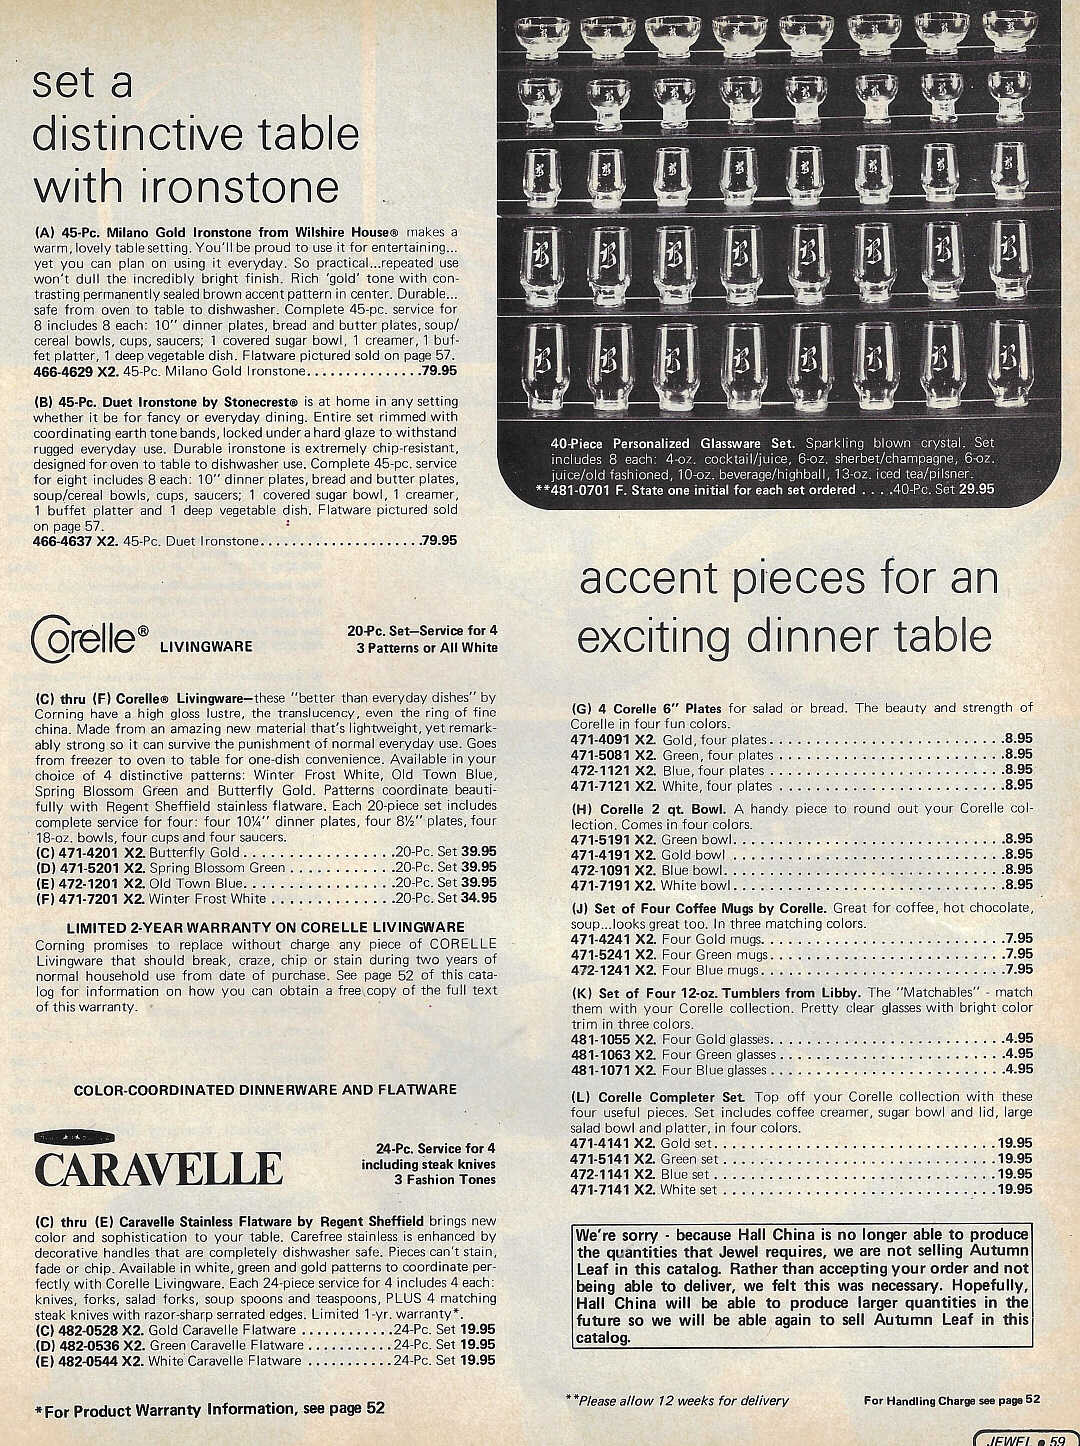 set a
distinctive table
with ironstone
(A) 45-Pc. Milano Gold Ironstone from Wilshire House® makes a
warm, lovely table setting. You'll be proud to use it for entertaining...
yet you can plan on using it everyday. So practical...repeated use
won't dull the incredibly bright finish. Rich 'gold' tone with con-
trasting permanently sealed brown accent pattern in center. Durable...
safe from oven to table to dishwasher. Complete 45-pc. service for
8 includes 8 each: 10" dinner plates, bread and butter plates, soup/
cereal bowls, cups, saucers; 1 covered sugar bowl, 1 creamer, 1 buf-
fet platter, 1 deep vegetable dish. Flatware pictured sold on page 57.
466-4629 X2. 45-Pc. Milano Gold Ironstone...............79.95
(B) 45-Pc. Duet Ironstone by Stonecrest® is at home in any setting
whether it be for fancy or everyday dining. Entire set rimmed with
coordinating earth tone bands, locked under a hard glaze to withstand
rugged everyday use. Durable ironstone is extremely chip-resistant,
designed for oven to table to dishwasher use. Complete 45-pc. service
for eight includes 8 each: 10" dinner plates, bread and butter plates,
soup/cereal bowls, cups, saucers; 1 covered sugar bowl, 1 creamer,
1 buffet platter and 1 deep vegetable dish. Flatware pictured sold
on page 57.
466-4637 X2. 45-Pc. Duet Ironstone.....................79.95
Corelle® LIVINGWARE
20-Pc. Set—Service for 4
3 Patterns or All White
(C) thru (F) Corelle® Livingware—these "better than everyday dishes" by
Corning have a high gloss lustre, the translucency, even the ring of fine
china. Made from an amazing new material that's lightweight, yet remark-
ably strong so it can survive the punishment of normal everyday use. Goes
from freezer to oven to table for one-dish convenience. Available in your
choice of 4 distinctive patterns: Winter Frost White, Old Town Blue,
Spring Blossom Green and Butterfly Gold. Patterns coordinate beauti-
fully with Regent Sheffield stainless flatware. Each 20-piece set includes
complete service for four: four 10¼" dinner plates, four 8½" plates, four
18-oz. bowls, four cups and four saucers.
(C) 471-4201 X2. Butterfly Gold................20-Pc. Set 39.95
(D) 471-5201 X2. Spring Blossom Green...........20-Pc. Set 39.95
(E) 472-1201 X2. Old Town Blue................20-Pc. Set 39.95
(F) 471-7201 X2. Winter Frost White.............20-Pc. Set 34.95
LIMITED 2-YEAR WARRANTY ON CORELLE LIVINGWARE
Corning promises to replace without charge any piece of CORELLE
Livingware that should break, craze, chip or stain during two years of
normal household use from date of purchase. See page 52 of this cata-
log for information on how you can obtain a free copy of the full text
of this warranty.
COLOR-COORDINATED DINNERWARE AND FLATWARE
CARAVELLE
24-Pc. Service for 4
including steak knives
3 Fashion Tones
(C) thru (E) Caravelle Stainless Flatware by Regent Sheffield brings new
color and sophistication to your table. Carefree stainless is enhanced by
decorative handles that are completely dishwasher safe. Pieces can't stain,
fade or chip. Available in white, green and gold patterns to coordinate per-
fectly with Corelle Livingware. Each 24-piece service for 4 includes 4 each:
knives, forks, salad forks, soup spoons and teaspoons, PLUS 4 matching
steak knives with razor-sharp serrated edges. Limited 1-yr. warranty*.
(C) 482-0528 X2. Gold Caravelle Flatware ............24-Pc. Set 19.95
(D) 482-0536 X2. Green Caravelle Flatware ...........24-Pc. Set 19.95
(E) 482-0544 X2. White Caravelle Flatware ...........24-Pc. Set 19.95
*For Product Warranty Information, see page 52
40-Piece Personalized Glassware Set. Sparkling blown crystal. Set
includes 8 each: 4-oz. cocktail/juice, 6-oz. sherbet/champagne, 6-oz.
juice/old fashioned, 10-oz. beverage/highball, 13-oz. iced tea/pilsner.
**481-0701 F. State one initial for each set ordered . . . .40-Pc. Set 29.95
accent pieces for an
exciting dinner table
(G) 4 Corelle 6" Plates for salad or bread. The beauty and strength of
Corelle in four fun colors.
471-4091 X2. Gold, four plates..........................8.95
471-5081 X2. Green, four plates.........................8.95
472-1121 X2. Blue, four plates..........................8.95
471-7121 X2. White, four plates.........................8.95
(H) Corelle 2 qt. Bowl. A handy piece to round out your Corelle col-
lection. Comes in four colors.
471-5191 X2. Green bowl..............................8.95
471-4191 X2. Gold bowl ..............................8.95
472-1091 X2. Blue bowl...............................8.95
471-7191 X2. White bowl..............................8.95
(J) Set of Four Coffee Mugs by Corelle. Great for coffee, hot chocolate,
soup...looks great too. In three matching colors.
471-4241 X2. Four Gold mugs..........................7.95
471-5241 X2. Four Green mugs.........................7.95
472-1241 X2. Four Blue mugs..........................7.95
(K) Set of Four 12-oz. Tumblers from Libby. The "Matchables" - match
them with your Corelle collection. Pretty clear glasses with bright color
trim in three colors.
481-1055 X2. Four Gold glasses.........................4.95
481-1063 X2. Four Green glasses........................4.95
481-1071 X2. Four Blue glasses.........................4.95
(L) Corelle Completer Set. Top off your Corelle collection with these
four useful pieces. Set includes coffee creamer, sugar bowl and lid, large
salad bowl and platter, in four colors.
471-4141 X2. Gold set...............................19.95
471-5141 X2. Green set..............................19.95
472-1141 X2. Blue set...............................19.95
471-7141 X2. White set..............................19.95
We're sorry - because Hall China is no longer able to produce
the quantities that Jewel requires, we are not selling Autumn
Leaf in this catalog. Rather than accepting your order and not
being able to deliver, we felt this was necessary. Hopefully,
Hall China will be able to produce larger quantities in the
future so we will be able again to sell Autumn Leaf in this
catalog.
**Please allow 12 weeks for delivery
For Handling Charge see page 52
JEWEL • 59